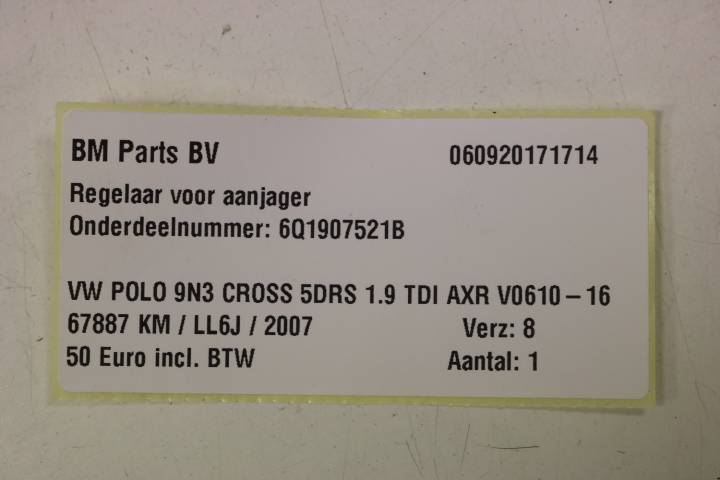 BM Parts BV 060920171714
Regelaar voor aanjager
Onderdeelnummer: 6Q1907521B
VW POLO 9N3 CROSS 5DRS 1.9 TDI AXR V0610-16
67887 KM / LL6J / 2007 Verz: 8
50 Euro incl. BTW Aantal: 1